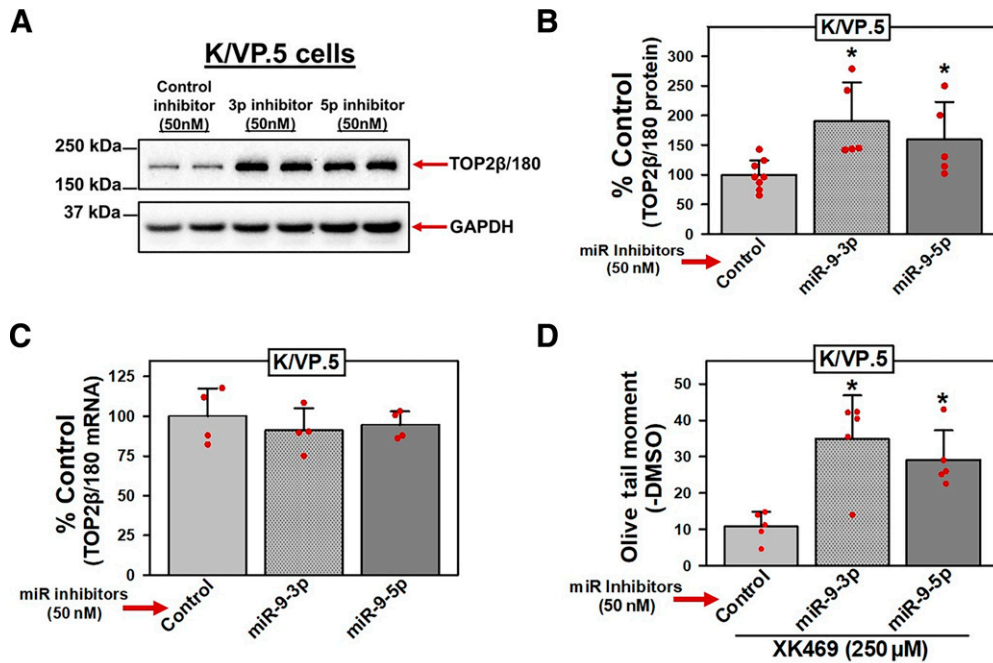 A
K/VP.5 cells
Control inhibitor (50nM)
3p inhibitor (50nM)
5p inhibitor (50nM)
250 kDa
150 kDa
37 kDa
TOP2β/180
GAPDH
B
K/VP.5
% Control
(TOP2β/180 protein)
300
250
200
150
100
50
0
*
*
miR Inhibitors
(50 nM)
Control
miR-9-3p
miR-9-5p
C
K/VP.5
% Control
(TOP2β/180 mRNA)
125
100
75
50
25
0
miR inhibitors
(50 nM)
Control
miR-9-3p
miR-9-5p
D
K/VP.5
Olive tail moment
(-DMSO)
50
40
30
20
10
0
*
*
miR Inhibitors
(50 nM)
Control
miR-9-3p
miR-9-5p
XK469 (250 µM)